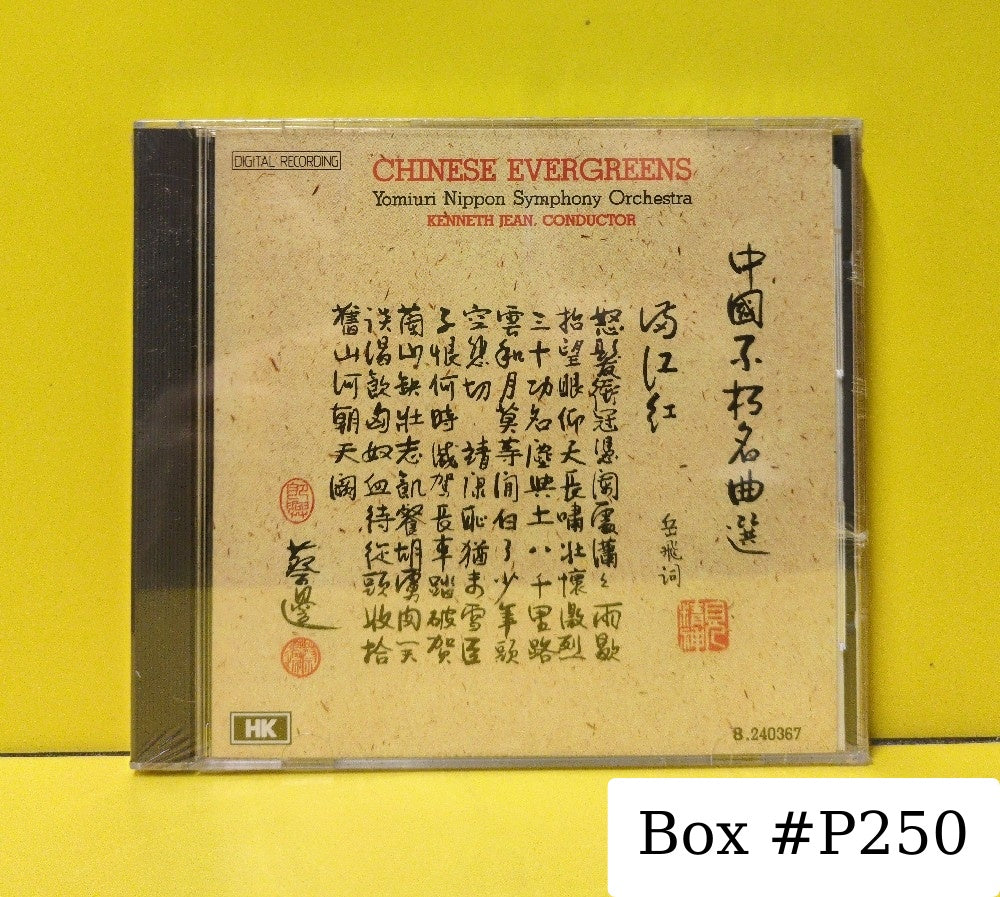 DIGITAL RECORDING
CHINESE EVERGREENS
Yomiuri Nippon Symphony Orchestra
KENNETH JEAN, CONDUCTOR
中國不朽名曲選
滿江红
岳飛詞
怒髮衝冠憑闌處瀟々雨歇
抬望眼仰天長嘯壯懷激烈
三十功名塵與土八千里路
雲和月莫等閒白了少年頭
空悲切 靖康恥猶未雪臣
子恨何時滅駕長車踏破賀
蘭山缺壯志飢餐胡虜肉笑
談渴飲匈奴血待從頭收拾
舊山河朝天闕
蔡邊
HK
8.240367
Box #P250